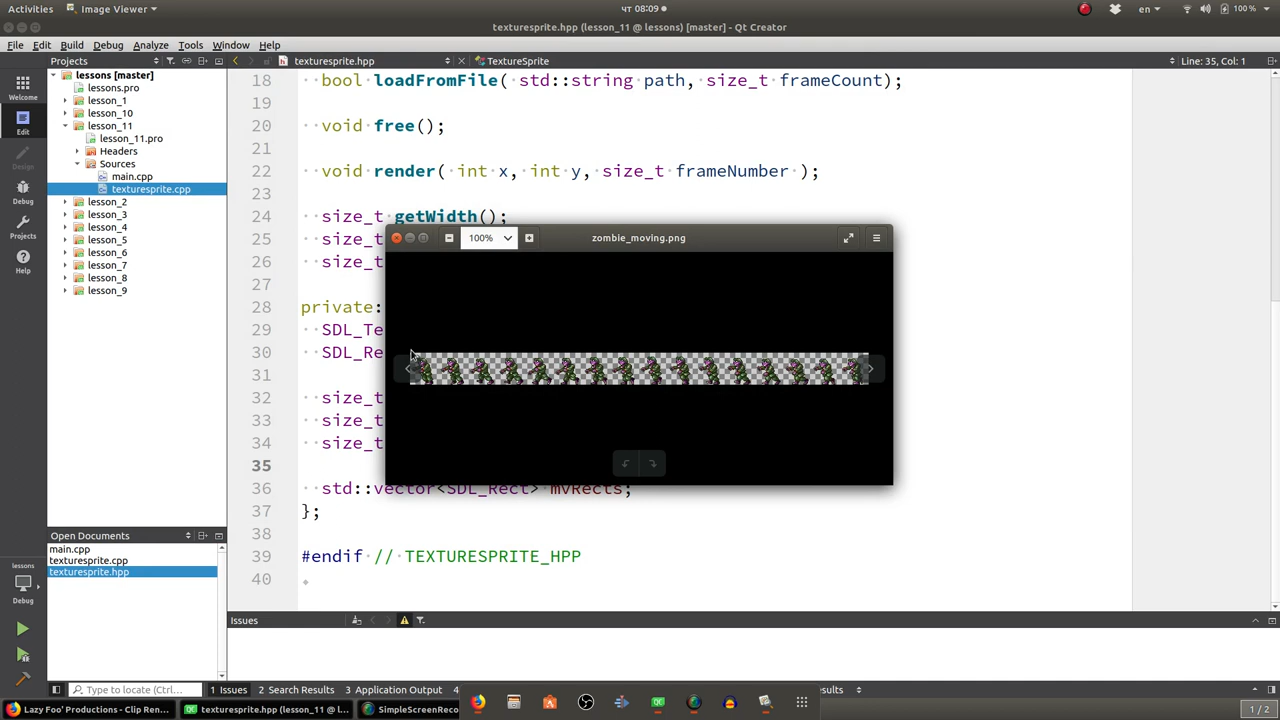 Activities
Image Viewer
чт 08:09
en
100 %
texturesprite.hpp (lesson_11 @ lessons) [master] - Qt Creator
File Edit Build Debug Analyze Tools Window Help
Projects
texturesprite.hpp
TextureSprite
Line: 35, Col: 1
Welcome
Edit
Design
Debug
Projects
Help
lessons [master]
lessons.pro
lesson_1
lesson_10
lesson_11
lesson_11.pro
Headers
Sources
main.cpp
texturesprite.cpp
lesson_2
lesson_3
lesson_4
lesson_5
lesson_6
lesson_7
lesson_8
lesson_9
18 bool loadFromFile( std::string path, size_t frameCount);
19
20 void free();
21
22 void render( int x, int y, size_t frameNumber );
23
24 size_t getWidth();
25 size_t
26 size_t
27
28 private:
29 SDL_Te
30 SDL_Re
31
32 size_t
33 size_t
34 size_t
35
36 std::vector<SDL_Rect> mvRects;
37 };
38
39 #endif // TEXTURESPRITE_HPP
40
100%
zombie_moving.png
Open Documents
main.cpp
texturesprite.cpp
texturesprite.hpp
lessons
Debug
Issues
Type to locate (...
1 Issues
2 Search Results
3 Application Output
4
sults
Lazy Foo' Productions - Clip Ren...
texturesprite.hpp (lesson_11 @ l...
SimpleScreenReco
1 / 2